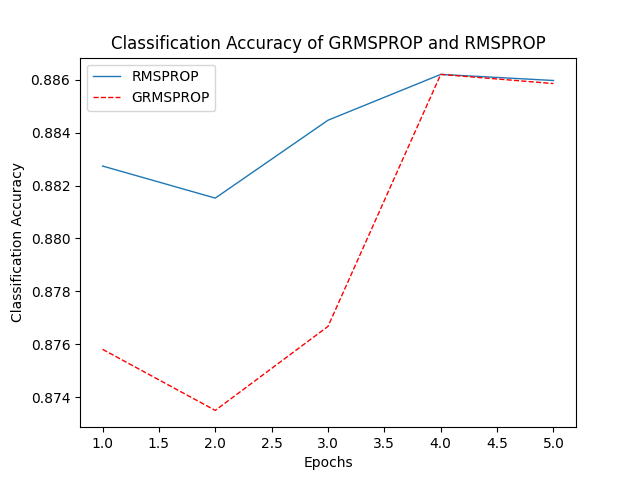 Classification Accuracy of GRMSPROP and RMSPROP
RMSPROP
GRMSPROP
Classification Accuracy
0.886
0.884
0.882
0.880
0.878
0.876
0.874
1.0 1.5 2.0 2.5 3.0 3.5 4.0 4.5 5.0
Epochs